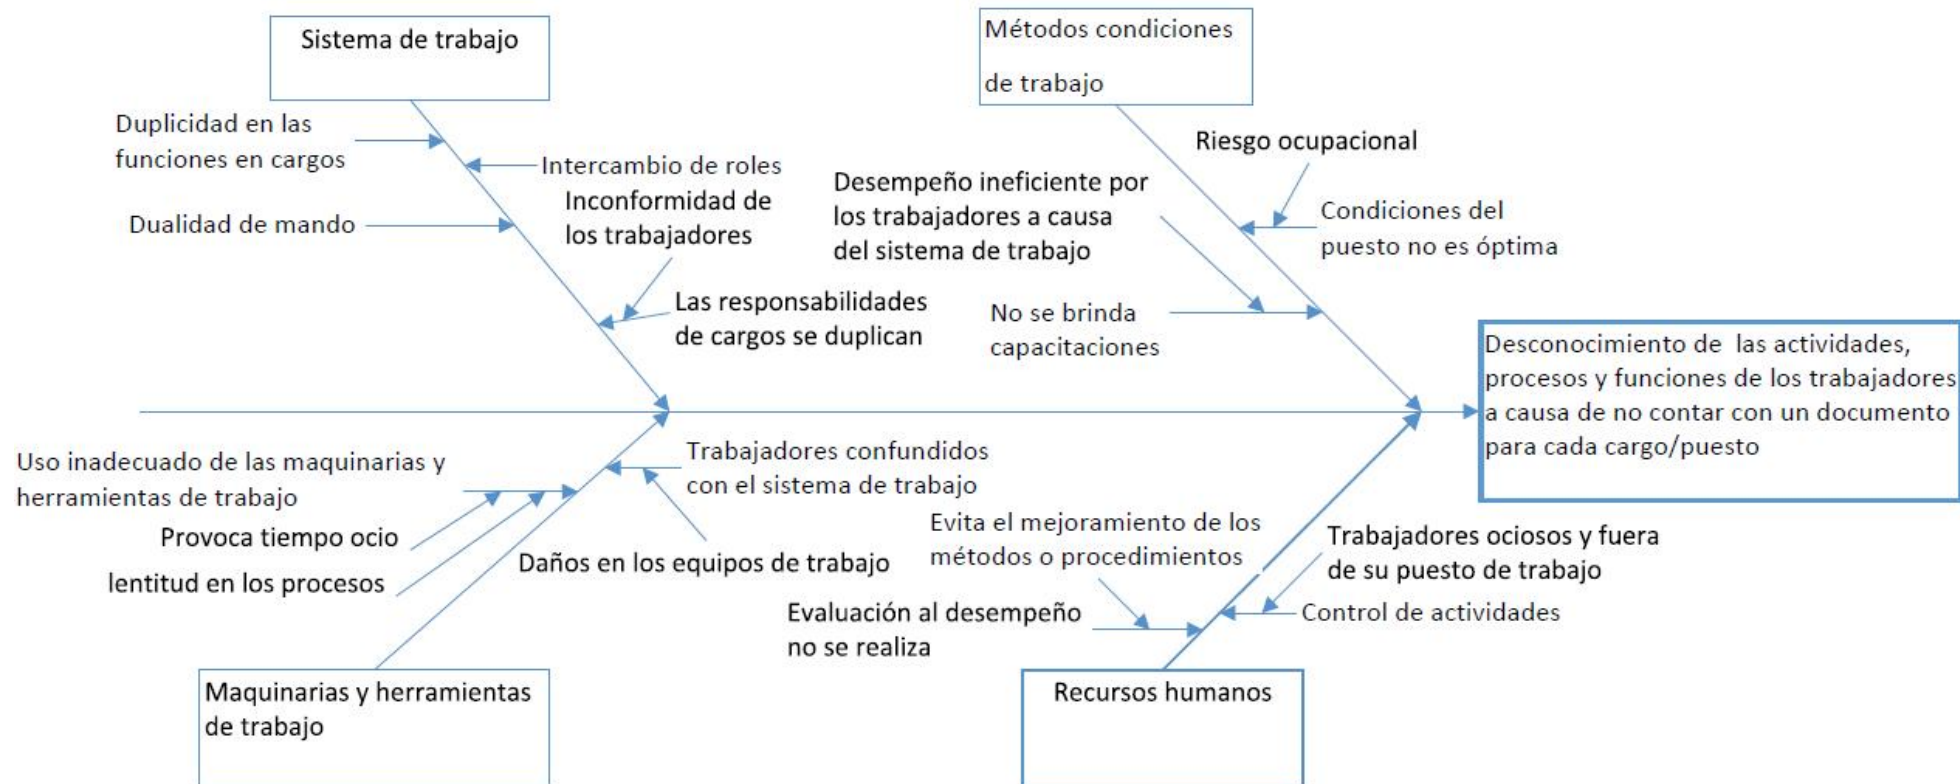 Sistema de trabajo
Métodos condiciones
de trabajo
Duplicidad en las
funciones en cargos
Intercambio de roles
Dualidad de mando
Inconformidad de
los trabajadores
Las responsabilidades
de cargos se duplican
Riesgo ocupacional
Desempeño ineficiente por
los trabajadores a causa
del sistema de trabajo
Condiciones del
puesto no es óptima
No se brinda
capacitaciones
Desconocimiento de las actividades,
procesos y funciones de los trabajadores
a causa de no contar con un documento
para cada cargo/puesto
Uso inadecuado de las maquinarias y
herramientas de trabajo
Provoca tiempo ocio
lentitud en los procesos
Trabajadores confundidos
con el sistema de trabajo
Daños en los equipos de trabajo
Evita el mejoramiento de los
métodos o procedimientos
Evaluación al desempeño
no se realiza
Trabajadores ociosos y fuera
de su puesto de trabajo
Control de actividades
Maquinarias y herramientas
de trabajo
Recursos humanos